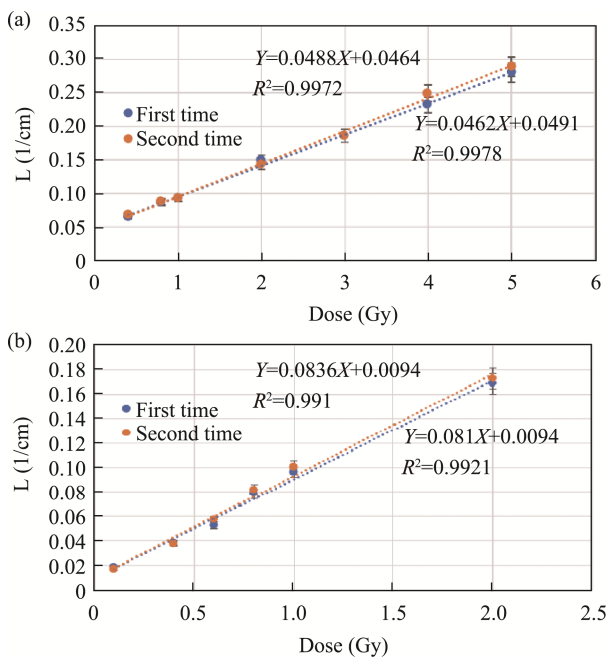 (a)
0.35
0.30
0.25
0.20
0.15
0.10
0.05
0
L (1/cm)
Y=0.0488X+0.0464
R²=0.9972
First time
Second time
Y=0.0462X+0.0491
R²=0.9978
0 1 2 3 4 5 6
Dose (Gy)
(b)
0.20
0.18
0.16
0.14
0.12
0.10
0.08
0.06
0.04
0.02
0
L (1/cm)
Y=0.0836X+0.0094
R²=0.991
First time
Second time
Y=0.081X+0.0094
R²=0.9921
0 0.5 1.0 1.5 2.0 2.5
Dose (Gy)